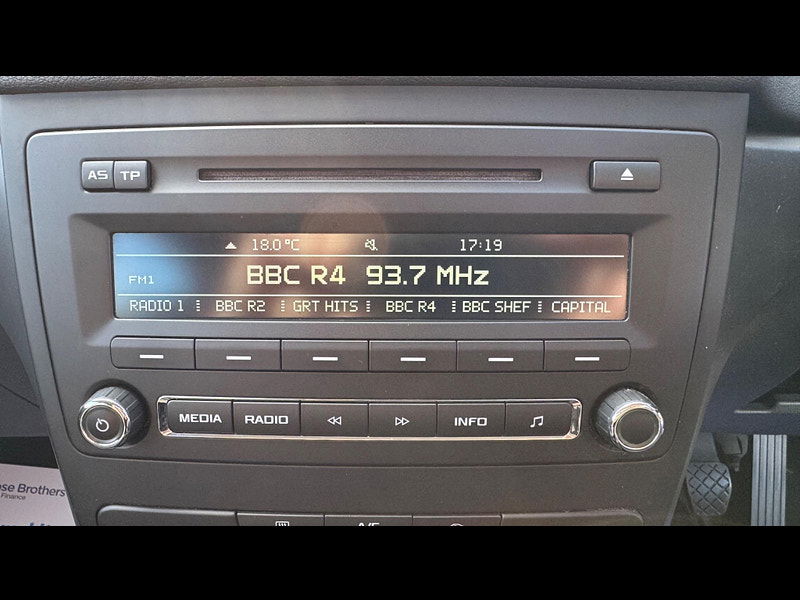 AS TP
18.0°C 17:19
FM1 BBC R4 93.7 MHz
RADIO 1 BBC R2 GRT HITS BBC R4 BBC SHEF CAPITAL
MEDIA RADIO INFO
Brothers
Finance
A/F